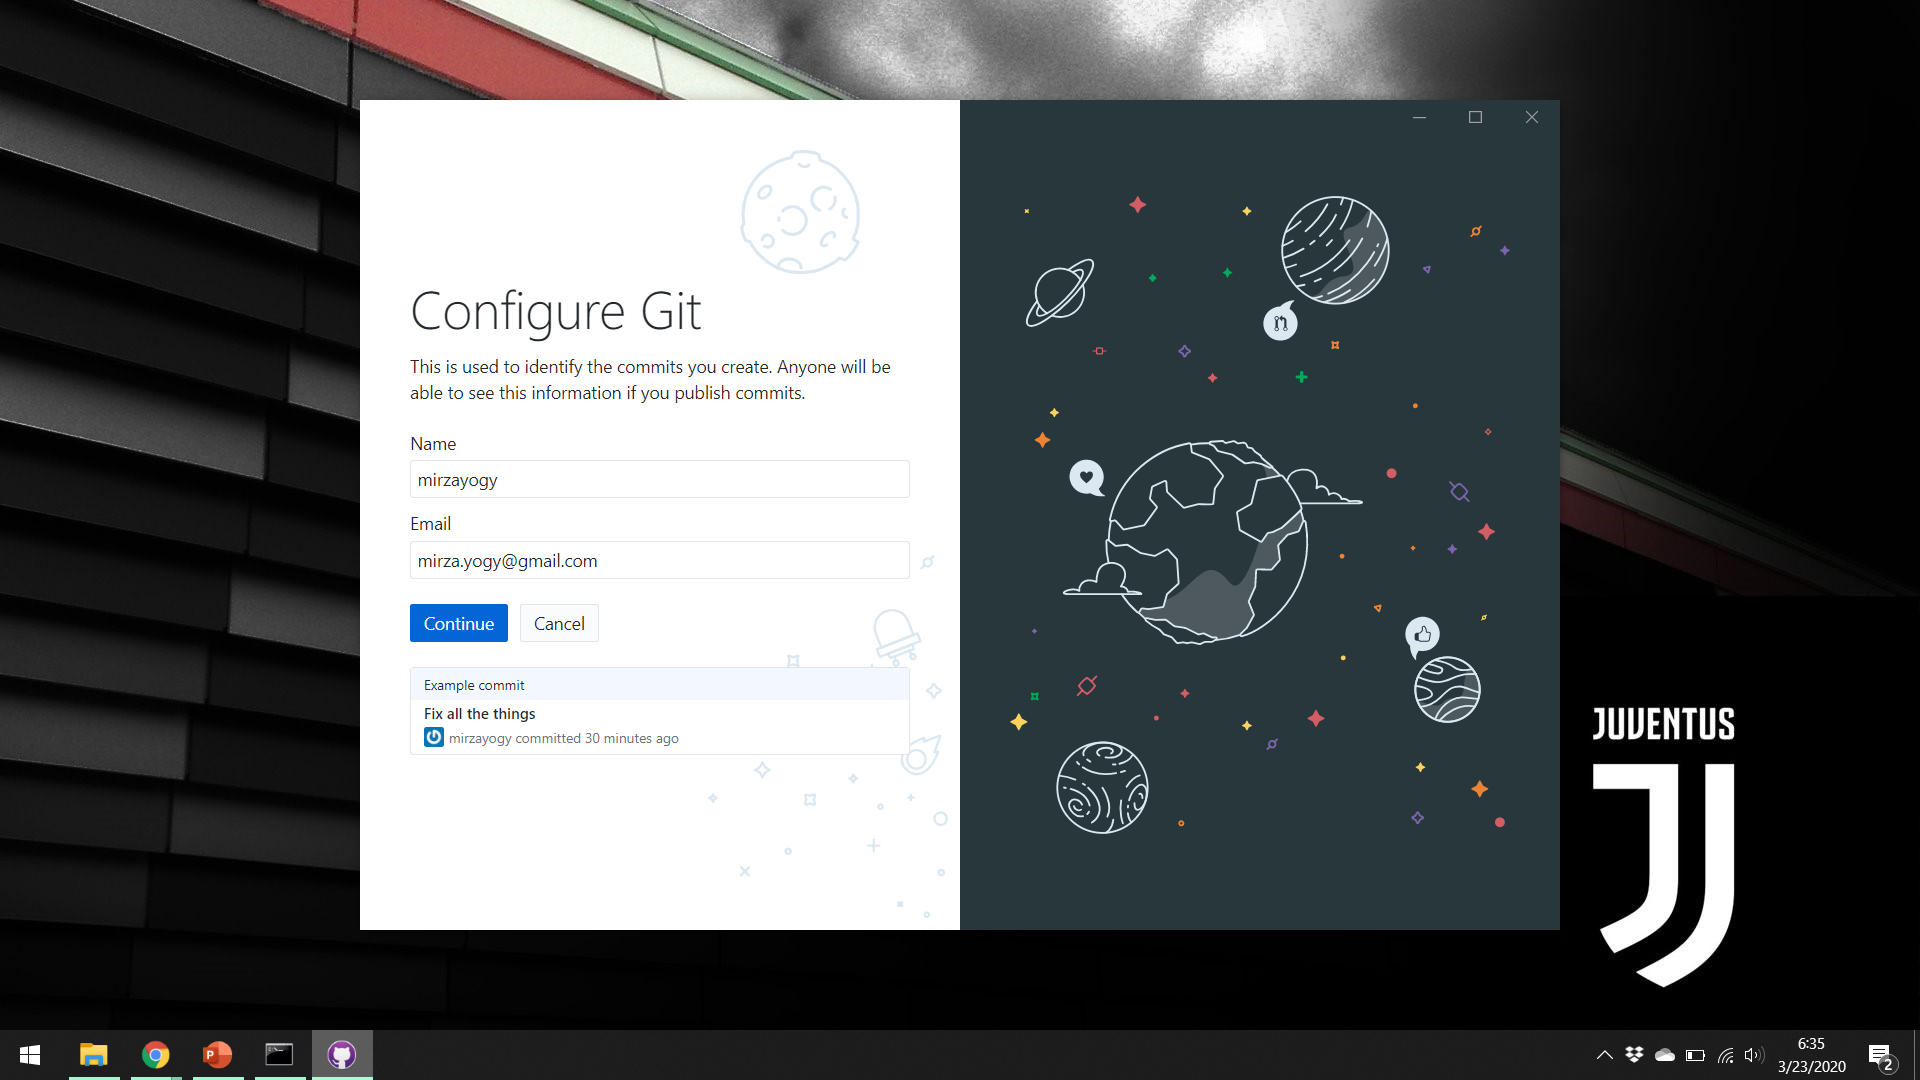 Configure Git
This is used to identify the commits you create. Anyone will be
able to see this information if you publish commits.
Name
mirzayogy
Email
mirza.yogy@gmail.com
Continue
Cancel
Example commit
Fix all the things
mirzayogy committed 30 minutes ago
JUVENTUS
6:35
3/23/2020
2